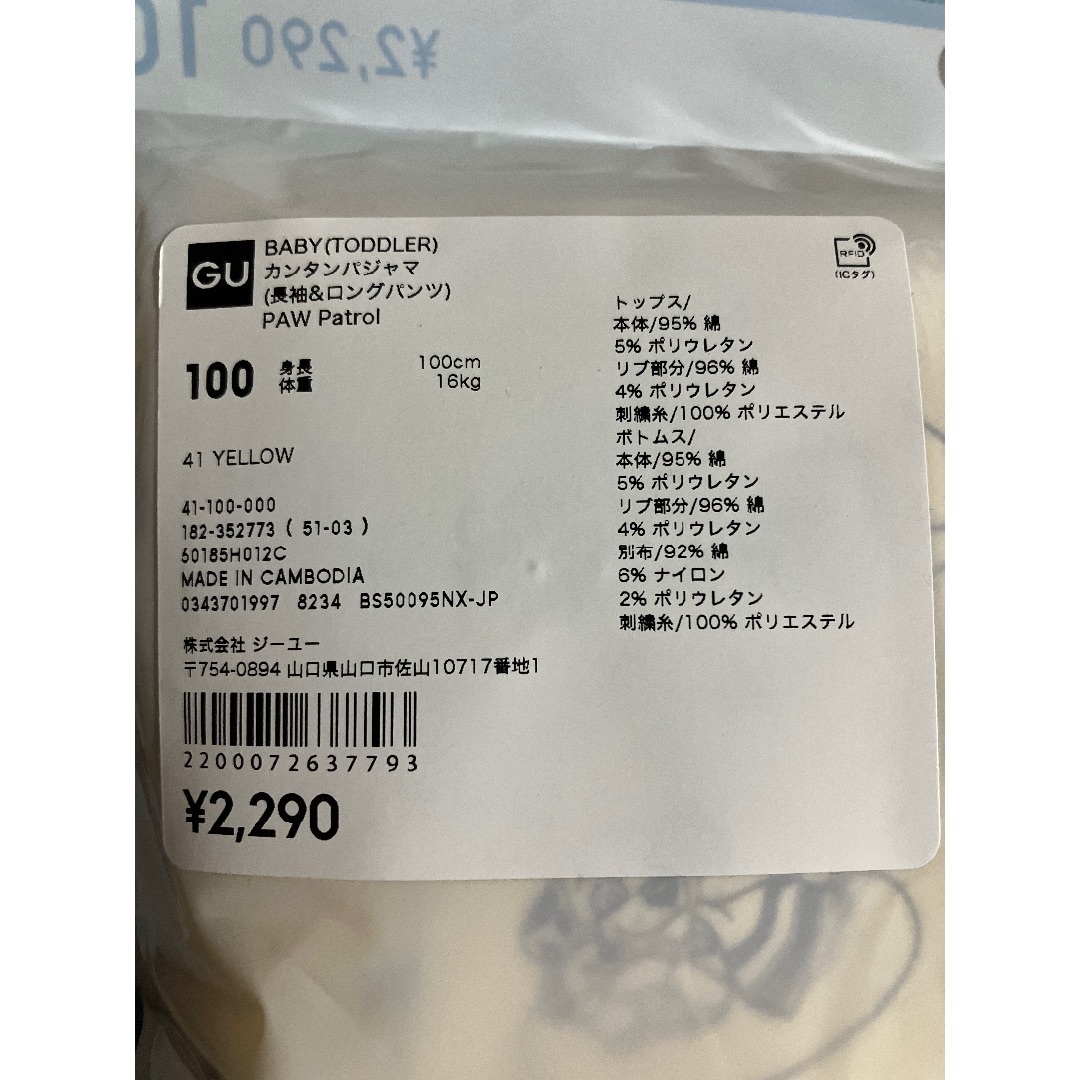 ¥2,290 10
GU
BABY(TODDLER)
カンタンパジャマ
(長袖&ロングパンツ)
PAW Patrol
100 身長 100cm
体重 16kg
41 YELLOW
41-100-000
182-352773 ( 51-03 )
60185H012C
MADE IN CAMBODIA
0343701997 8234 BS50095NX-JP
株式会社 ジーユー
〒754-0894 山口県山口市佐山10717番地1
2200072637793
¥2,290
RFID
(ICタグ)
トップス/
本体/95% 綿
5% ポリウレタン
リブ部分/96% 綿
4% ポリウレタン
刺繍糸/100% ポリエステル
ボトムス/
本体/95% 綿
5% ポリウレタン
リブ部分/96% 綿
4% ポリウレタン
別布/92% 綿
6% ナイロン
2% ポリウレタン
刺繍糸/100% ポリエステル